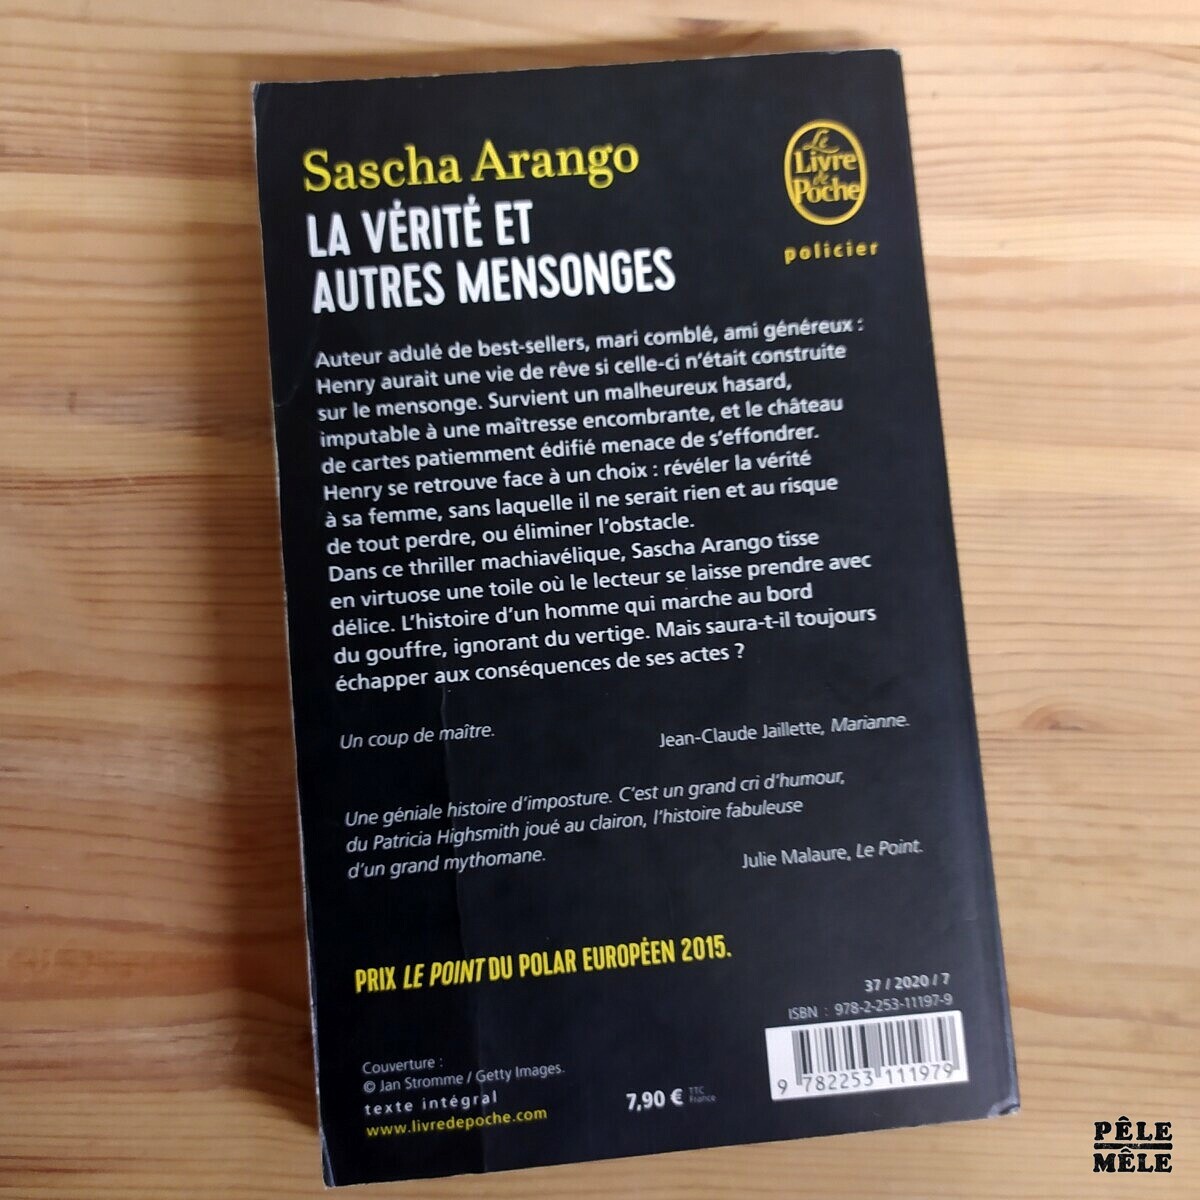 Sascha Arango
LA VÉRITÉ ET
AUTRES MENSONGES
Le
Livre
de
Poche
policier
Auteur adulé de best-sellers, mari comblé, ami généreux :
Henry aurait une vie de rêve si celle-ci n'était construite
sur le mensonge. Survient un malheureux hasard,
imputable à une maîtresse encombrante, et le château
de cartes patiemment édifié menace de s'effondrer.
Henry se retrouve face à un choix : révéler la vérité
à sa femme, sans laquelle il ne serait rien et au risque
de tout perdre, ou éliminer l'obstacle.
Dans ce thriller machiavélique, Sascha Arango tisse
en virtuose une toile où le lecteur se laisse prendre avec
délice. L'histoire d'un homme qui marche au bord
du gouffre, ignorant du vertige. Mais saura-t-il toujours
échapper aux conséquences de ses actes ?
Un coup de maître.
Jean-Claude Jaillette, Marianne.
Une géniale histoire d'imposture. C'est un grand cri d'humour,
du Patricia Highsmith joué au clairon, l'histoire fabuleuse
d'un grand mythomane.
Julie Malaure, Le Point.
PRIX LE POINT DU POLAR EUROPÉEN 2015.
37 / 2020 / 7
ISBN : 978-2-253-11197-9
Couverture :
© Jan Stromme / Getty Images.
texte intégral
www.livredepoche.com
7,90 € TTC
France
9 782253 111979
PÊLE
MÊLE